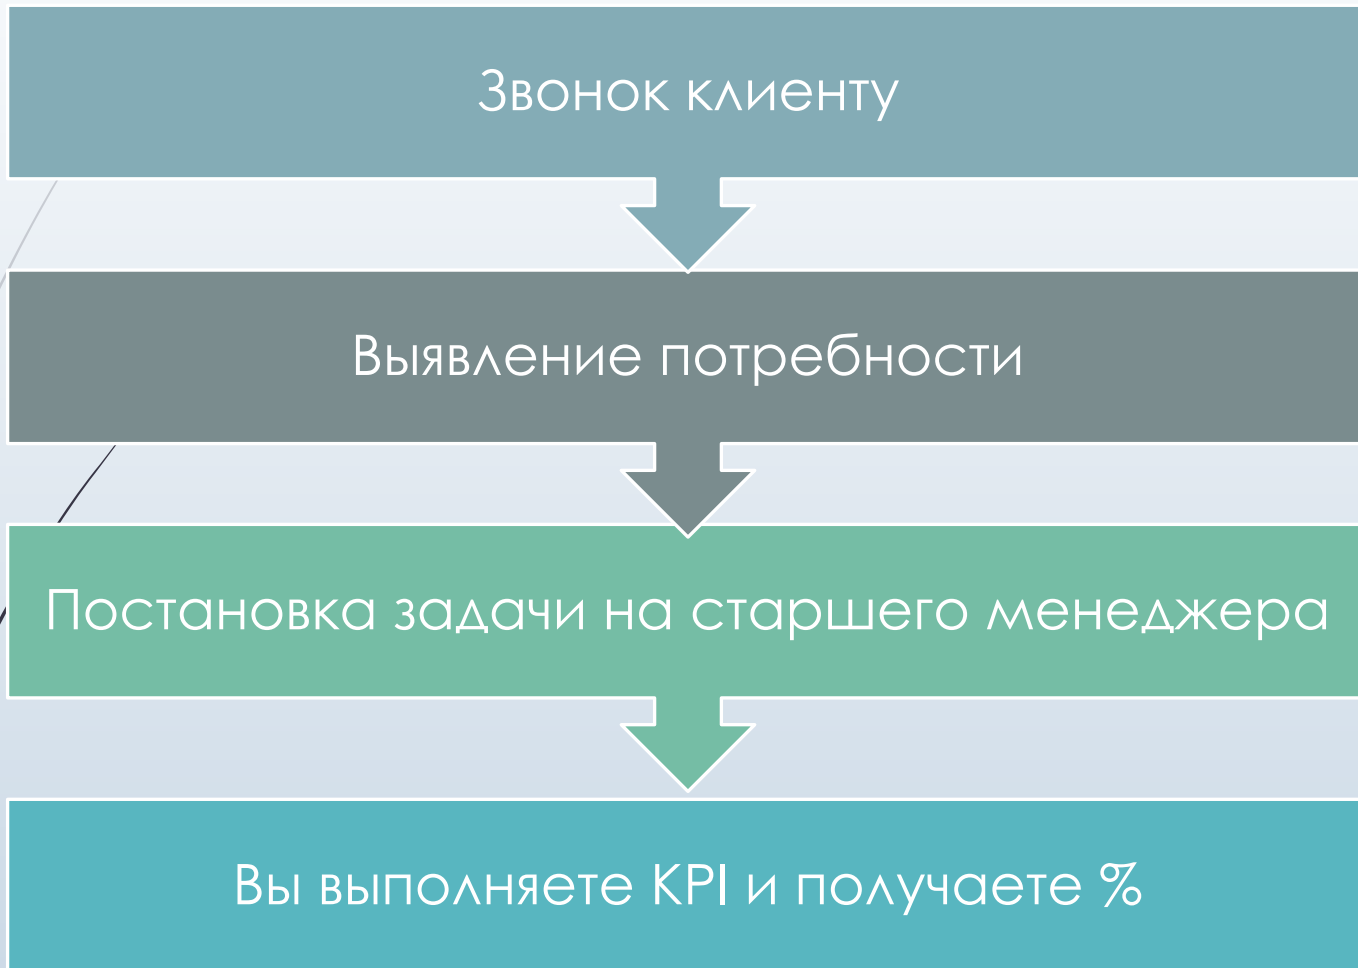 Звонок клиенту
Выявление потребности
Постановка задачи на старшего менеджера
Вы выполняете KPI и получаете %